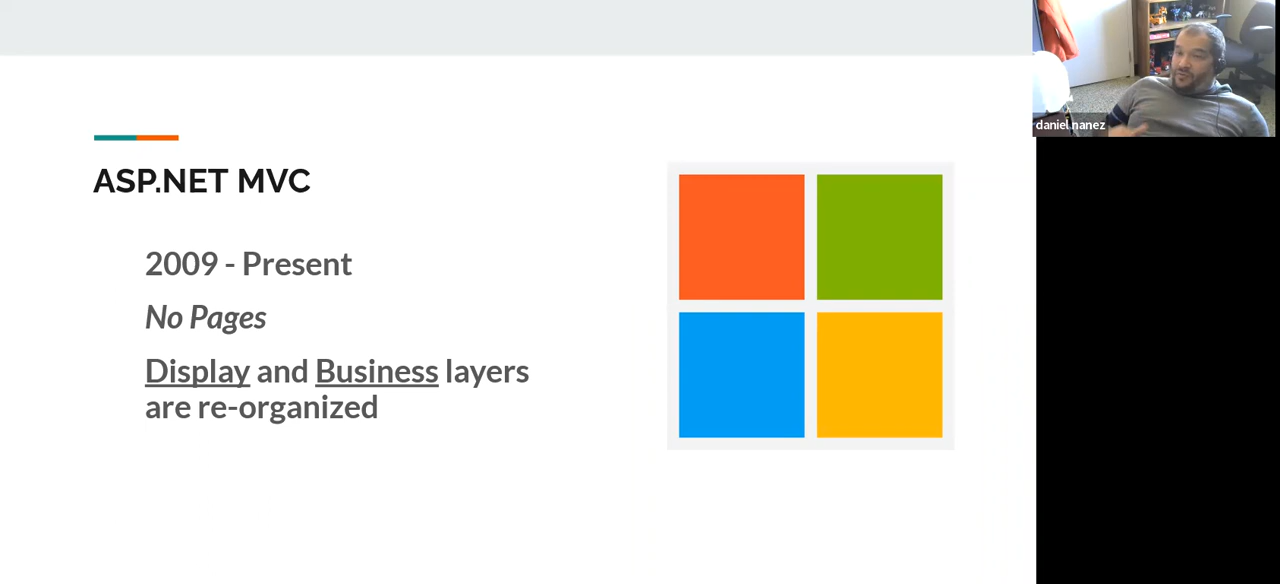 ASP.NET MVC
2009 - Present
No Pages
Display and Business layers
are re-organized
daniel nanez